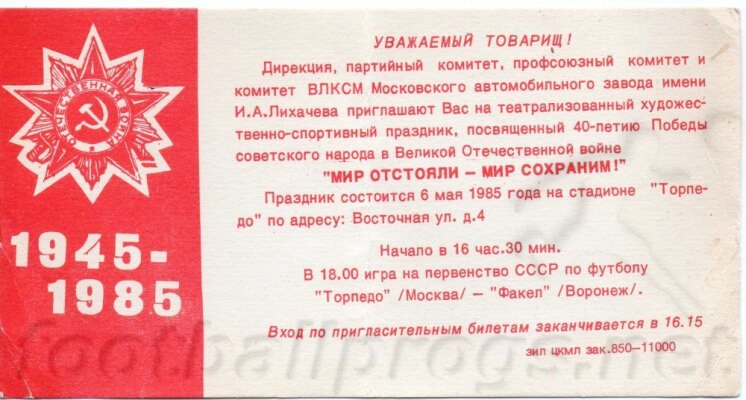 ОТЕЧЕСТВЕННАЯ ВОЙНА
1945-
1985
УВАЖАЕМЫЙ ТОВАРИЩ!
Дирекция, партийный комитет, профсоюзный комитет и
комитет ВЛКСМ Московского автомобильного завода имени
И.А.Лихачева приглашают Вас на театрализованный художес-
твенно-спортивный праздник, посвященный 40-летию Победы
советского народа в Великой Отечественной войне
"МИР ОТСТОЯЛИ – МИР СОХРАНИМ!"
Праздник состоится 6 мая 1985 года на стадионе "Торпе-
до" по адресу: Восточная ул. д.4
Начало в 16 час.30 мин.
В 18.00 игра на первенство СССР по футболу
"Торпедо" /Москва/ – "Факел" /Воронеж/.
Вход по пригласительным билетам заканчивается в 16.15
зил цкмл зак.850–11000
footballprogs.net